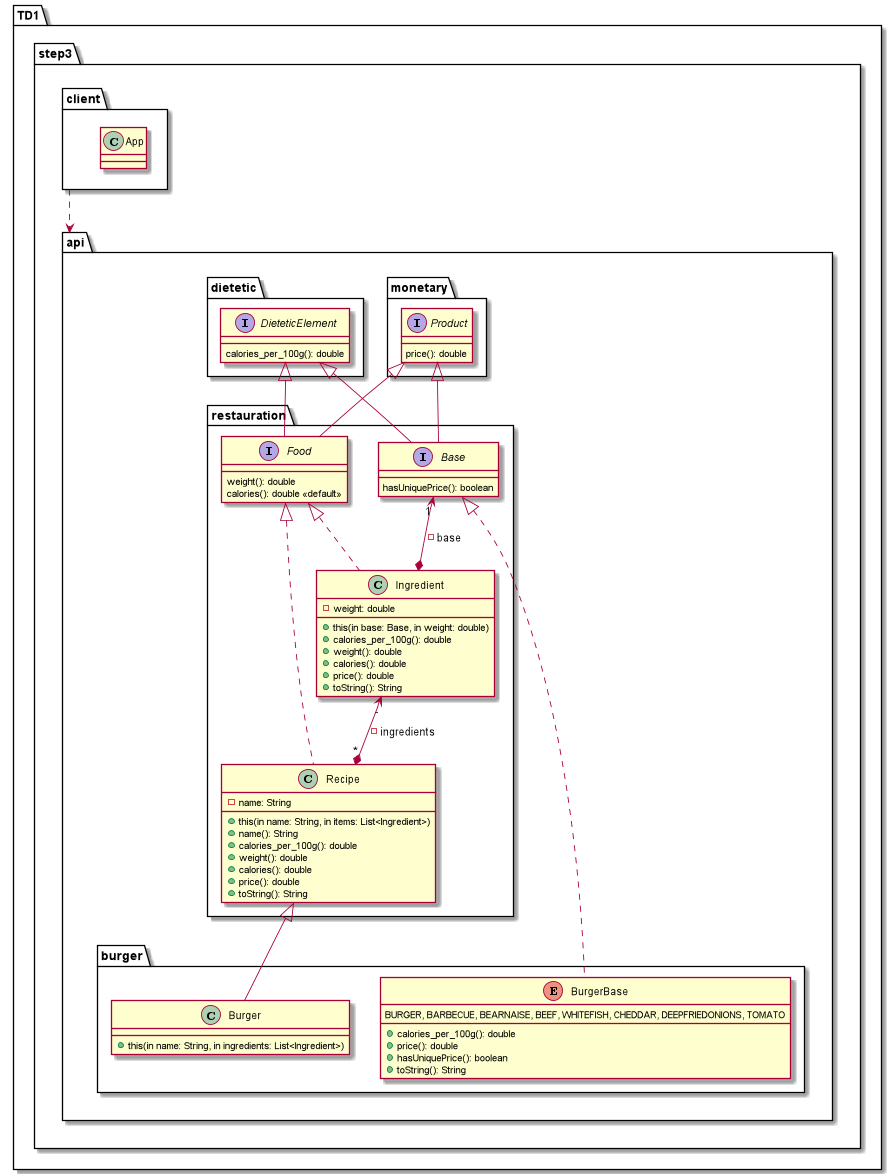 TD1
step3
client
C App
api
dietetic
monetary
I DieteticElement
calories_per_100g(): double
I Product
price(): double
restauration
I Food
weight(): double
calories(): double «default»
I Base
hasUniquePrice(): boolean
1
base
C Ingredient
weight: double
this(in base: Base, in weight: double)
calories_per_100g(): double
weight(): double
calories(): double
price(): double
toString(): String
ingredients
*
C Recipe
name: String
this(in name: String, in items: List<Ingredient>)
name(): String
calories_per_100g(): double
weight(): double
calories(): double
price(): double
toString(): String
burger
C Burger
this(in name: String, in ingredients: List<Ingredient>)
E BurgerBase
BURGER, BARBECUE, BEARNAISE, BEEF, WHITEFISH, CHEDDAR, DEEPFRIEDONIONS, TOMATO
calories_per_100g(): double
price(): double
hasUniquePrice(): boolean
toString(): String